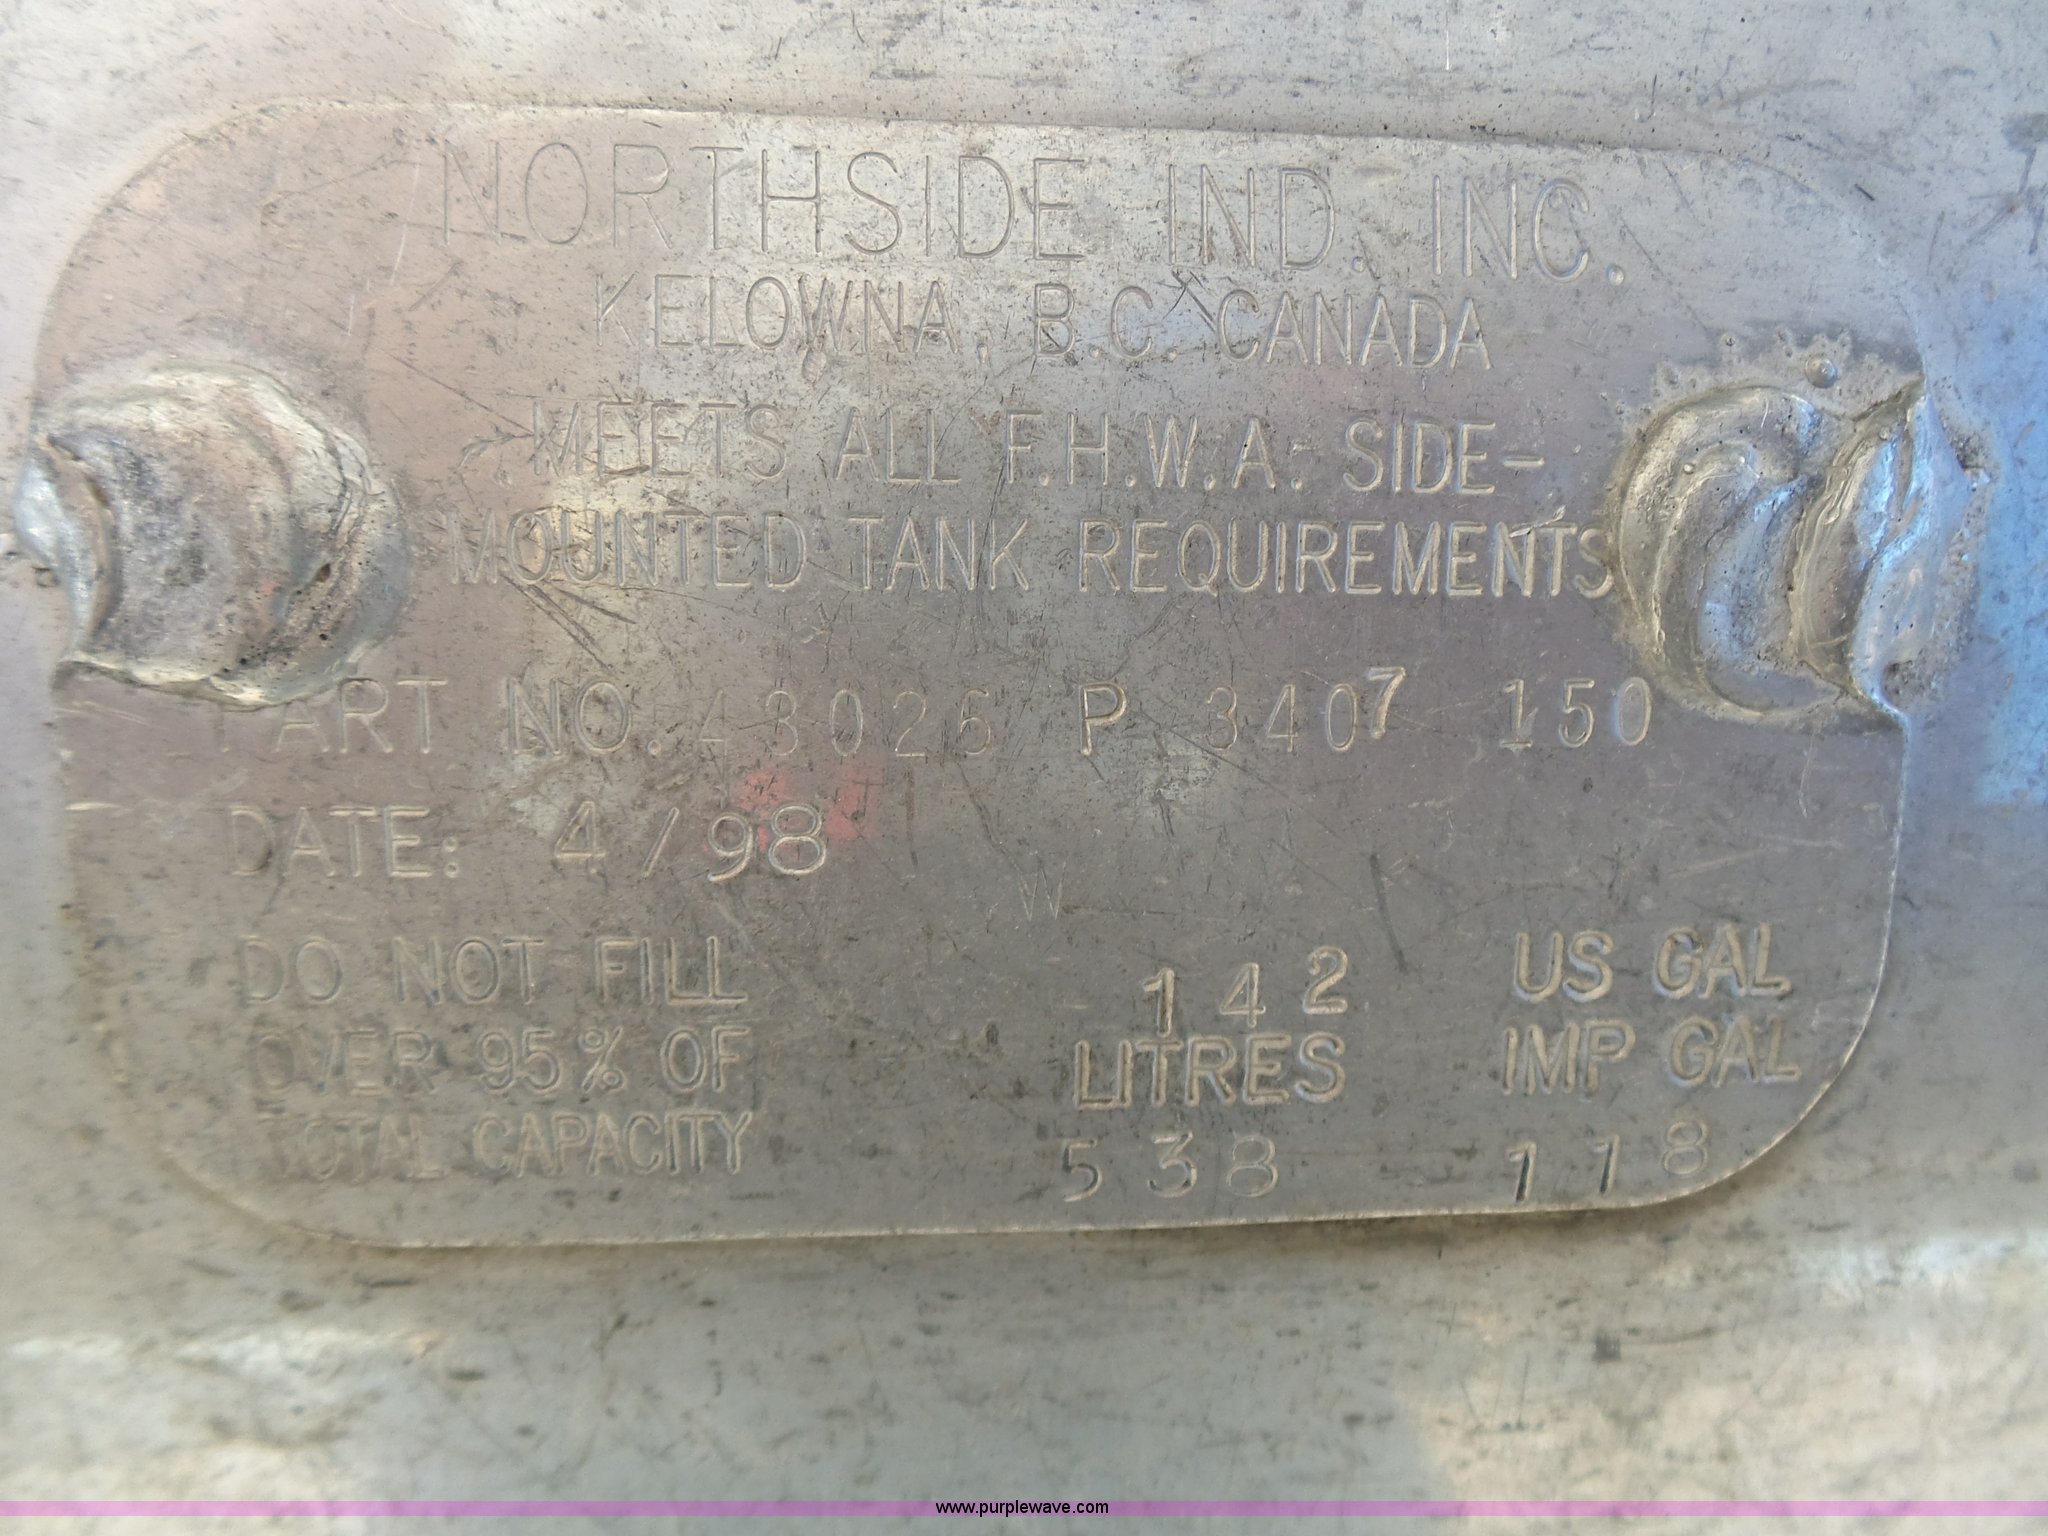 NORTHSIDE IND. INC.
KELOWNA, B.C. CANADA
MEETS ALL F.H.W.A. SIDE-
MOUNTED TANK REQUIREMENTS
PART NO. 43026 P 3407 150
DATE: 4/98
W
DO NOT FILL
OVER 95% OF
TOTAL CAPACITY
142 US GAL
LITRES IMP GAL
538 118
www.purplewave.com